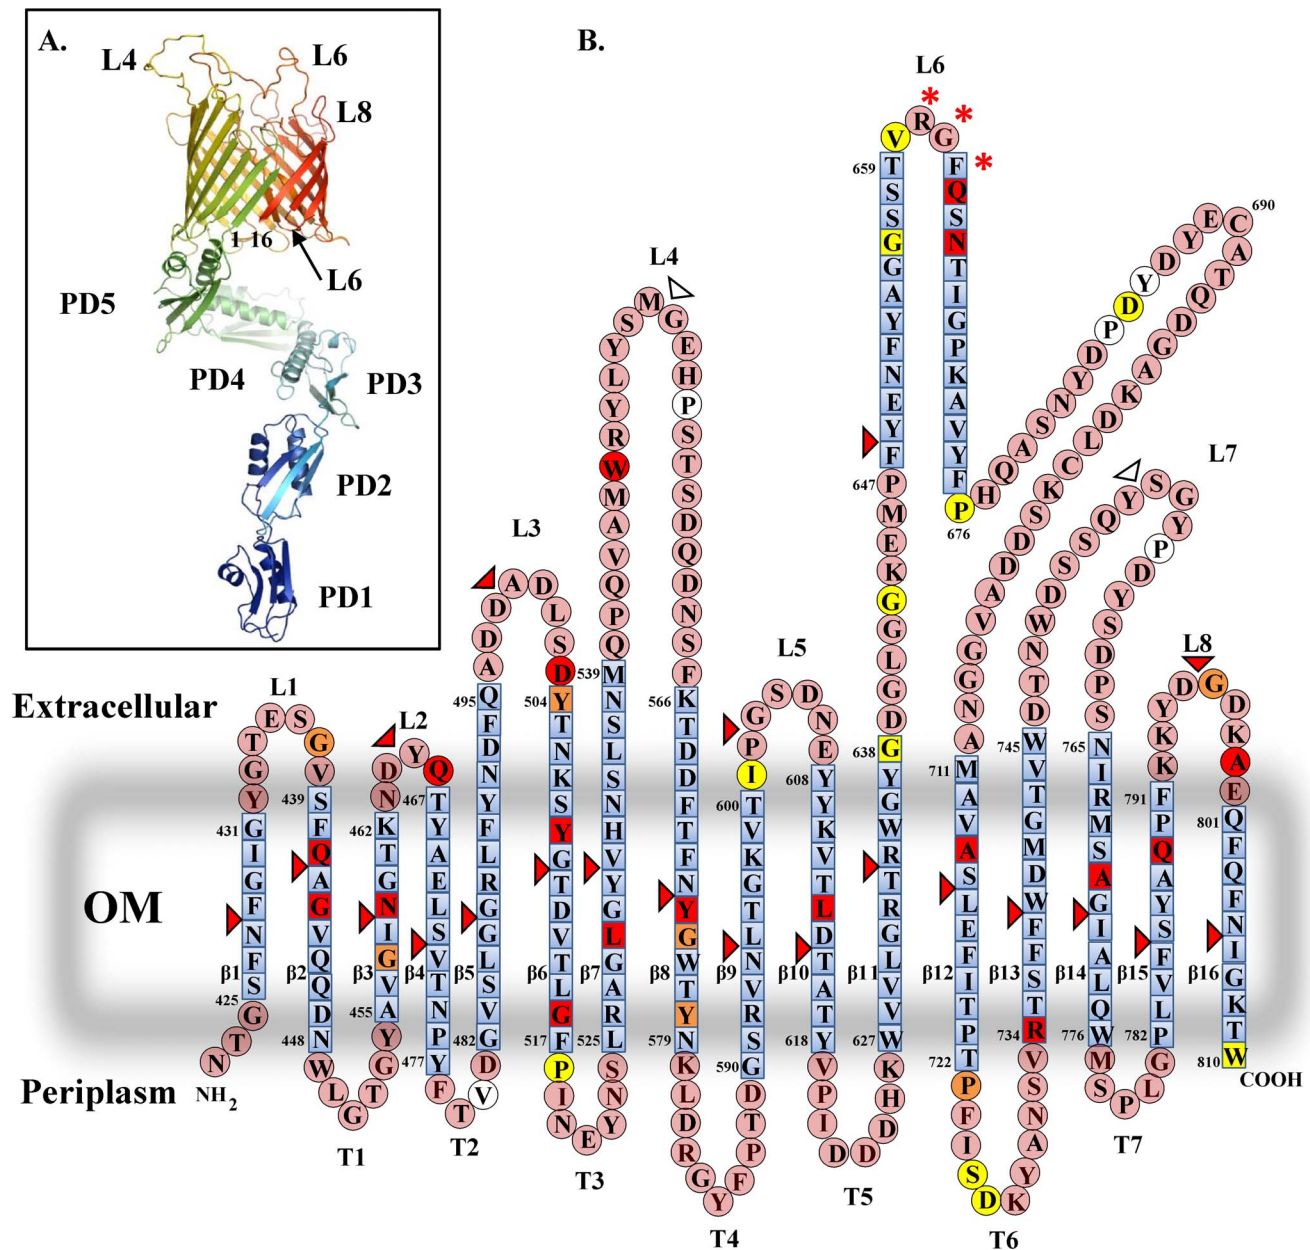 A.
L4
L6
L8
1 16
L6
PD5
PD4
PD3
PD2
PD1
B.
Extracellular
OM
Periplasm
NH2
N T G
425 S F N F G I G 431
β1
L1
Y G T E S G V
439 S F Q A G V Q Q D N 448
β2
T1
W L G T G Y
455 A V G I N G T K 462
β3
L2
N D Y Q
467 T Y A E L S V T N P Y 477
β4
T2
F T V D
482 G V S L G G R L F Y N D F Q 495
β5
L3
A D D A D L S D
504 Y T N K S Y G T D V T L G F 517
β6
T3
P I N E Y N S
525 L R A G L G Y V H N S L S N M 539
β7
L4
Q P Q V A M W R Y L Y S M G E H P S T S D Q D N S F
566 K T D D F T F N Y G W T Y N 579
β8
T4
K L D R G Y F P T D
590 G S R V N L T G K V T 600
β9
L5
I P G S D N E
608 Y Y K V T L D T A T Y 618
β10
T5
V P I D D D H K
627 W V V L G R T R W G Y G 638
β11
D G L G G K E M P 647
F Y E N F Y A G G S S T 659
L6
V R G * * *
F Q S N T I G P K A V Y F
P 676 H Q A S N Y D P D Y D Y E C 690 A T Q D G A K D L C K S D D A V G N A
711 M A V A S L E F I T P T 722
β12
T6
P F I S D K Y A N S V
734 R T S F F W D M G T V W 745
β13
L7
D T N W D S S Q Y S G Y P D Y S D P S
765 N I R M S A G I A L Q W 776
β14
T7
M S P L G
782 P L V F S Y A Q P F 791
β15
L8
K K Y D G D K A E
801 Q F Q F N I G K T W 810
β16
COOH